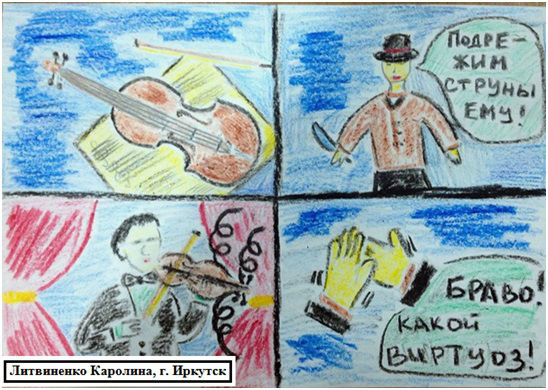 ПОДРЕ-
ЖИМ
СТРУНЫ
ЕМУ!
БРАВО!
КАКОЙ
ВИРТУОЗ!
Литвиненко Каролина, г. Иркутск